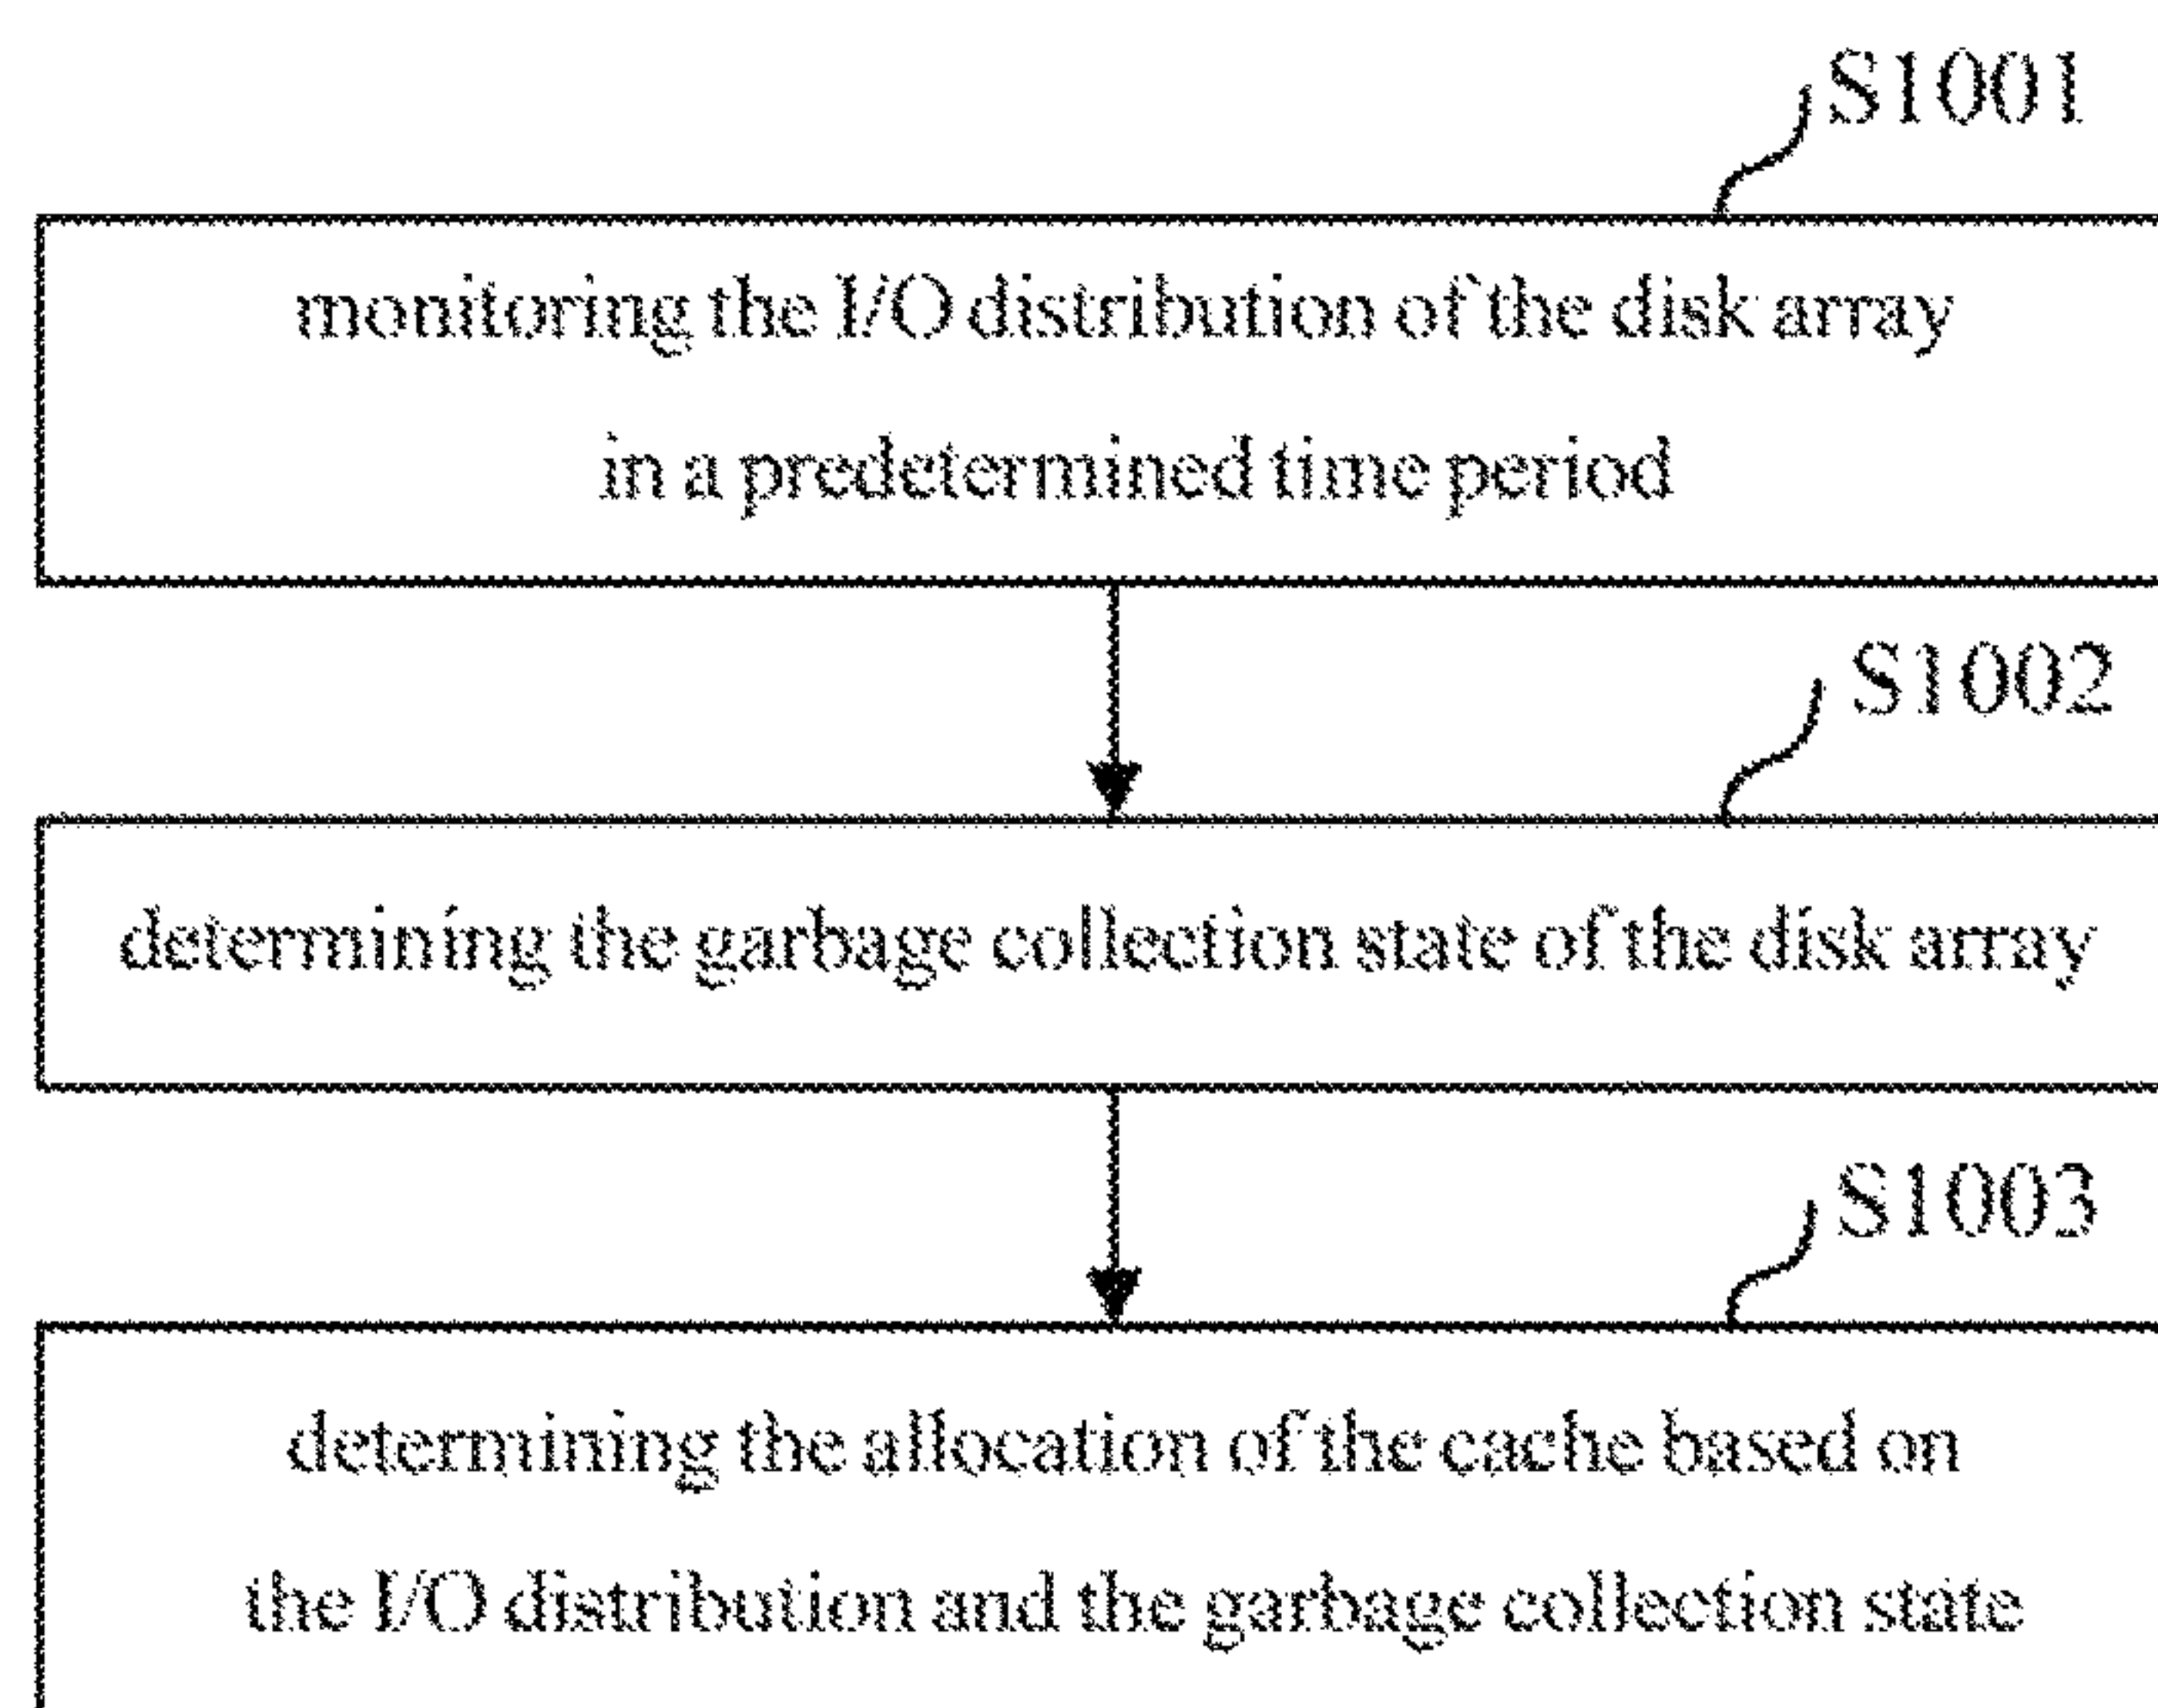 S1001
monitoring the I/O distribution of the disk array
in a predetermined time period
S1002
determining the garbage collection state of the disk array
S1003
determining the allocation of the cache based on
the I/O distribution and the garbage collection state